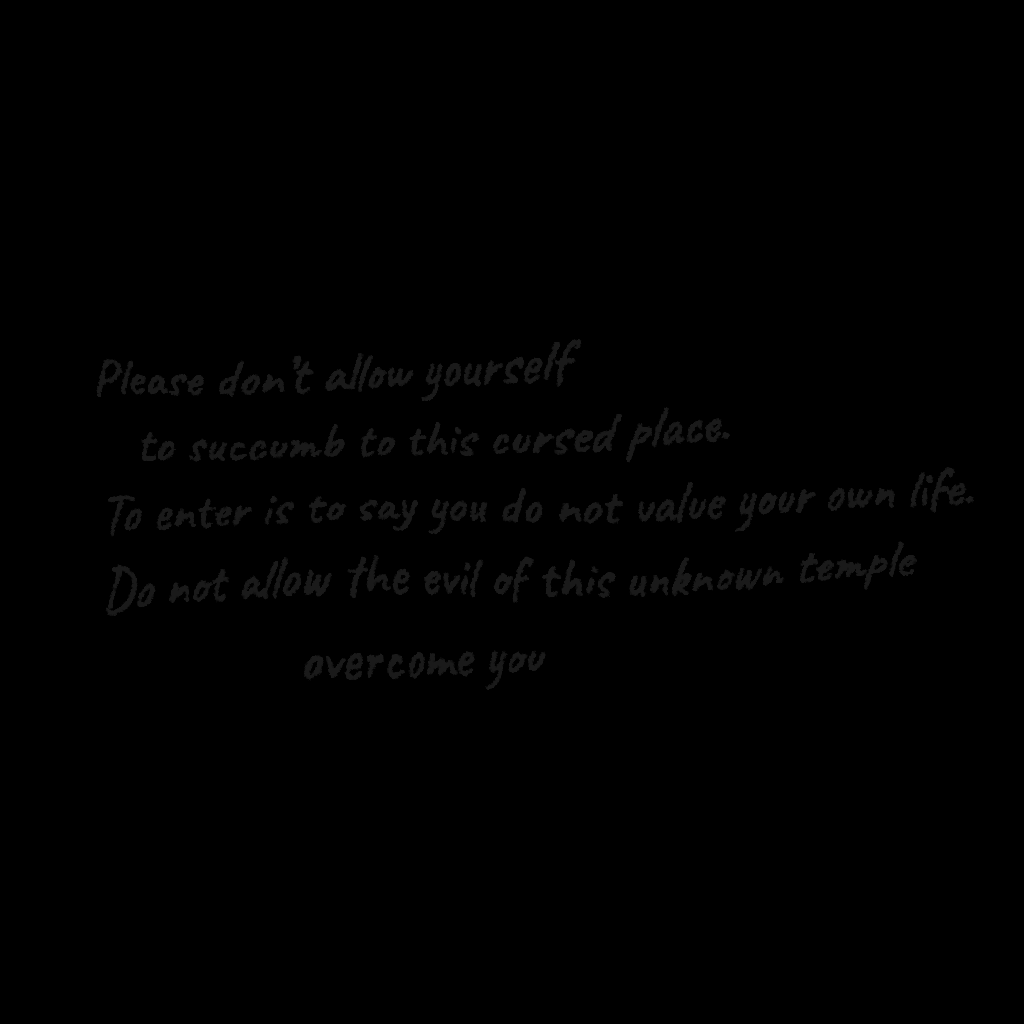 Please don't allow yourself
to succumb to this cursed place.
To enter is to say you do not value your own life.
Do not allow the evil of this unknown temple
overcome you